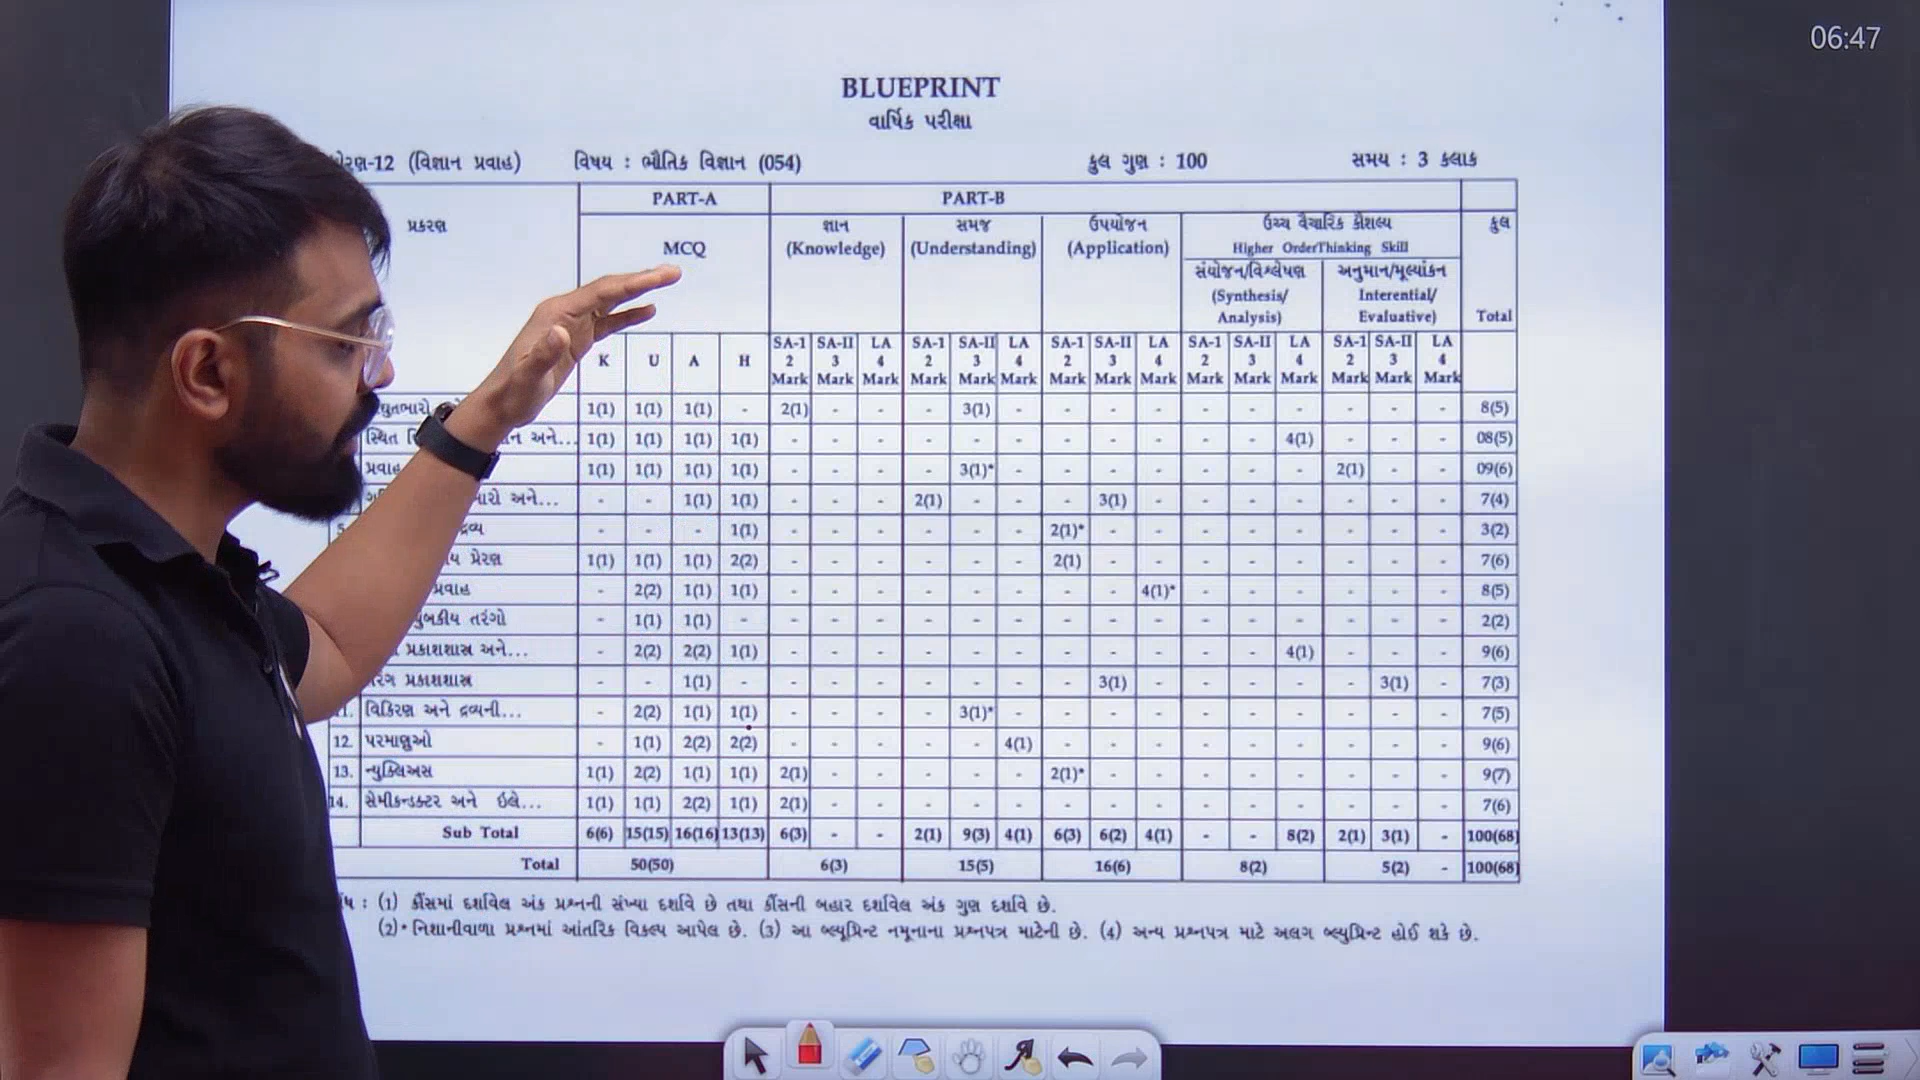 06:47
BLUEPRINT
વાર્ષિક પરીક્ષા
-12 (વિજ્ઞાન પ્રવાહ) વિષય : ભૌતિક વિજ્ઞાન (054) કુલ ગુણ : 100 સમય : 3 કલાક
PART-A PART-B
પ્રકરણ MCQ જ્ઞાન (Knowledge) સમજ (Understanding) ઉપયોજન (Application) ઉચ્ચ વૈચારિક કૌશલ્ય Higher OrderThinking Skill કુલ
સંયોજન/વિશ્લેષણ (Synthesis/ Analysis) અનુમાન/મૂલ્યાંકન Interential/ Evaluative) Total
K U A H SA-1 2 Mark SA-II 3 Mark LA 4 Mark SA-1 2 Mark SA-II 3 Mark LA 4 Mark SA-1 2 Mark SA-II 3 Mark LA 4 Mark SA-1 2 Mark SA-II 3 Mark LA 4 Mark SA-1 2 Mark SA-II 3 Mark LA 4 Mark
1(1) 1(1) 1(1) - 2(1) - - - 3(1) - - - - - - - - - - 8(5)
સ્થિત અને... 1(1) 1(1) 1(1) 1(1) - - - - - - - - - - - 4(1) - - - 08(5)
પ્રવાહ 1(1) 1(1) 1(1) 1(1) - - - - 3(1)* - - - - - - - 2(1) - - 09(6)
અને... - - 1(1) 1(1) - - - 2(1) - - - 3(1) - - - - - - - 7(4)
5. દ્રવ્ય - - - 1(1) - - - - - - 2(1)* - - - - - - - - 3(2)
પ્રેરણ 1(1) 1(1) 1(1) 2(2) - - - - - - 2(1) - - - - - - - - 7(6)
પ્રવાહ - 2(2) 1(1) 1(1) - - - - - - - - 4(1)* - - - - - - 8(5)
તરંગો - 1(1) 1(1) - - - - - - - - - - - - - - - - 2(2)
પ્રકાશશાસ્ત્ર અને... - 2(2) 2(2) 1(1) - - - - - - - - - - - 4(1) - - - 9(6)
પ્રકાશશાસ્ત્ર - - 1(1) - - - - - - - 3(1) - - - - - 3(1) - 7(3)
11. વિકિરણ અને દ્રવ્યની... - 2(2) 1(1) 1(1) - - - - 3(1)* - - - - - - - - - - 7(5)
12. પરમાણુઓ - 1(1) 2(2) 2(2) - - - - - 4(1) - - - - - - - - - 9(6)
13. ન્યુક્લિઅસ 1(1) 2(2) 1(1) 1(1) 2(1) - - - - - 2(1)* - - - - - - - - 9(7)
14. સેમીકન્ડક્ટર અને ઇલે... 1(1) 1(1) 2(2) 1(1) 2(1) - - - - - - - - - - - - - - 7(6)
Sub Total 6(6) 15(15) 16(16) 13(13) 6(3) - - 2(1) 9(3) 4(1) 6(3) 6(2) 4(1) - - 8(2) 2(1) 3(1) - 100(68)
Total 50(50) 6(3) 15(5) 16(6) 8(2) 5(2) - 100(68)
: (1) કૌંસમાં દર્શાવેલ અંક પ્રશ્નની સંખ્યા દર્શાવે છે તથા કૌંસની બહાર દર્શાવેલ અંક ગુણ દર્શાવે છે.
(2)* નિશાનીવાળા પ્રશ્નમાં આંતરિક વિકલ્પ આપેલ છે. (3) આ બ્લ્યૂપ્રિન્ટ નમૂનાના પ્રશ્નપત્ર માટેની છે. (4) અન્ય પ્રશ્નપત્ર માટે અલગ બ્લ્યુપ્રિન્ટ હોઈ શકે છે.